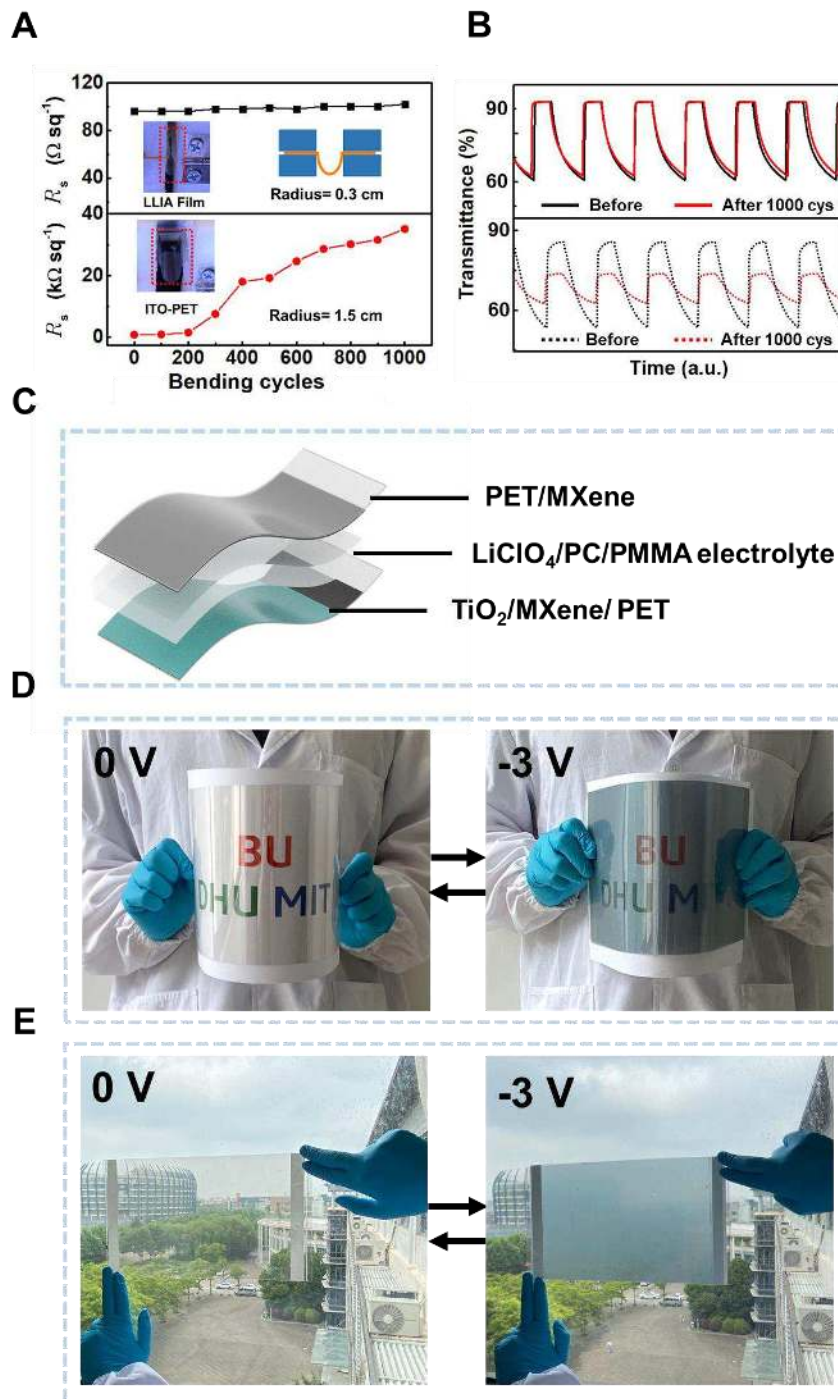 A
B
120
80
40
0
R_s (Ω sq⁻¹)
LLIA Film
Radius= 0.3 cm
40
20
0
R_s (kΩ sq⁻¹)
ITO-PET
Radius= 1.5 cm
0 200 400 600 800 1000
Bending cycles
90
60
Before
After 1000 cys
90
60
Before
After 1000 cys
Transmittance (%)
Time (a.u.)
C
PET/MXene
LiClO₄/PC/PMMA electrolyte
TiO₂/MXene/ PET
D
0 V
BU
DHU MIT
-3 V
BU
DHU MIT
E
0 V
-3 V